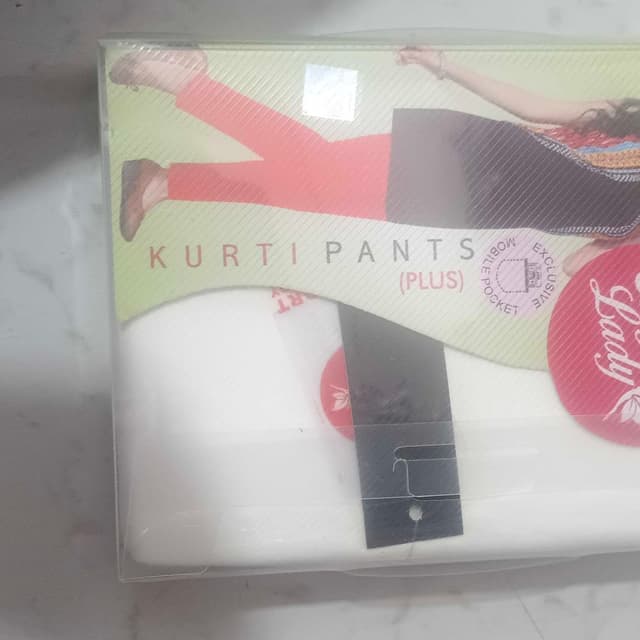 KURTI PANTS
(PLUS)
EXCLUSIVE
MOBILE POCKET
Lady